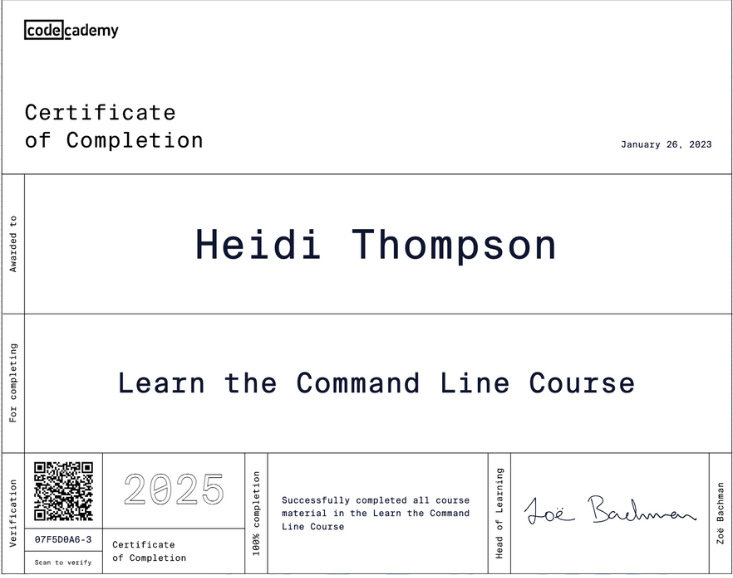 codecademy
Certificate
of Completion
January 26, 2023
Awarded to
Heidi Thompson
For completing
Learn the Command Line Course
Verification
07F5D0A6-3
Scan to verify
2025
Certificate
of Completion
100% completion
Successfully completed all course
material in the Learn the Command
Line Course
Head of Learning
Zoë Bachman
Zoë Bachman